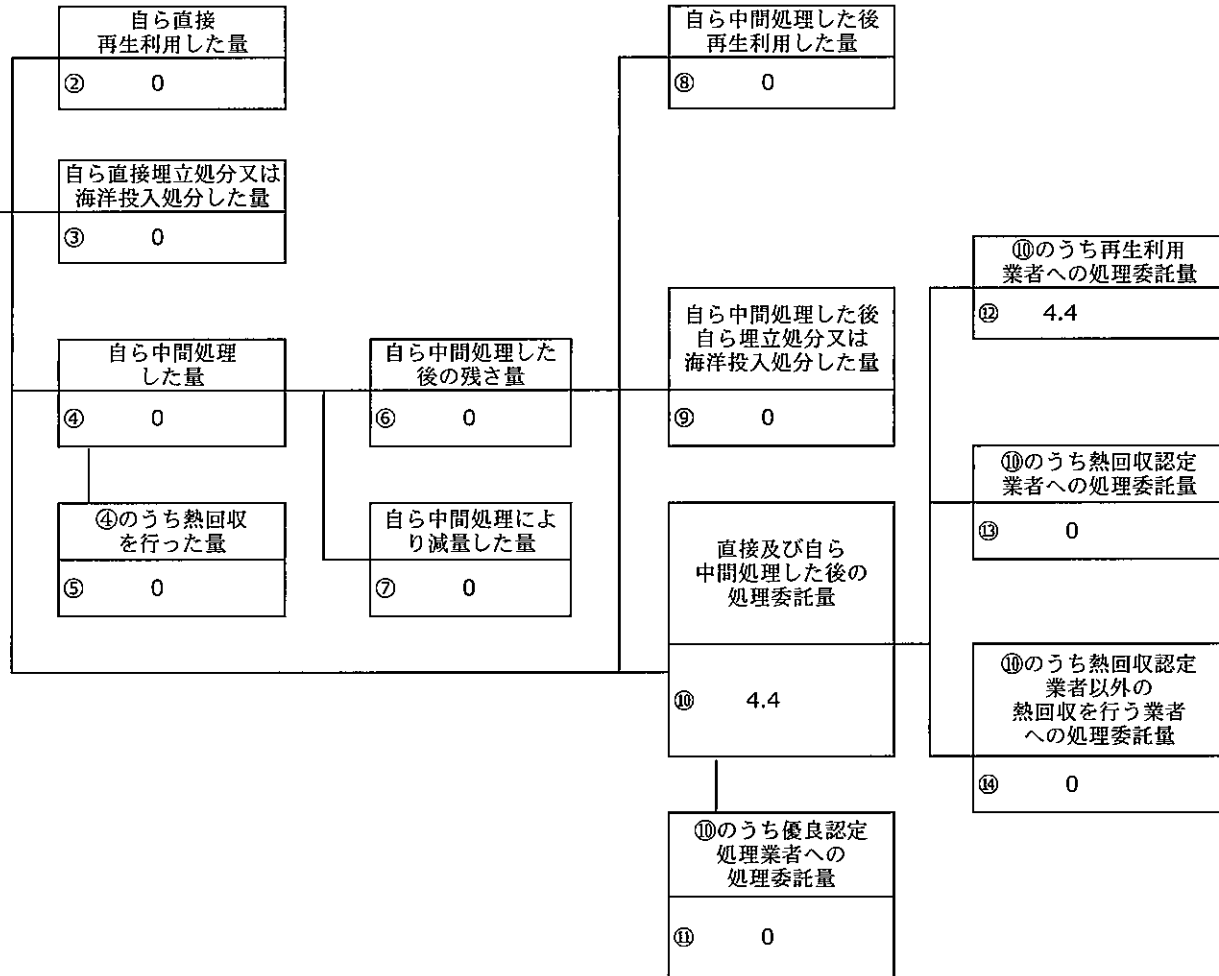 自ら直接
再生利用した量
② 0
自ら直接埋立処分又は
海洋投入処分した量
③ 0
自ら中間処理
した量
④ 0
④のうち熱回収
を行った量
⑤ 0
自ら中間処理した
後の残さ量
⑥ 0
自ら中間処理によ
り減量した量
⑦ 0
自ら中間処理した後
再生利用した量
⑧ 0
自ら中間処理した後
自ら埋立処分又は
海洋投入処分した量
⑨ 0
直接及び自ら
中間処理した後の
処理委託量
⑩ 4.4
⑩のうち優良認定
処理業者への
処理委託量
⑪ 0
⑩のうち再生利用
業者への処理委託量
⑫ 4.4
⑩のうち熱回収認定
業者への処理委託量
⑬ 0
⑩のうち熱回収認定
業者以外の
熱回収を行う業者
への処理委託量
⑭ 0